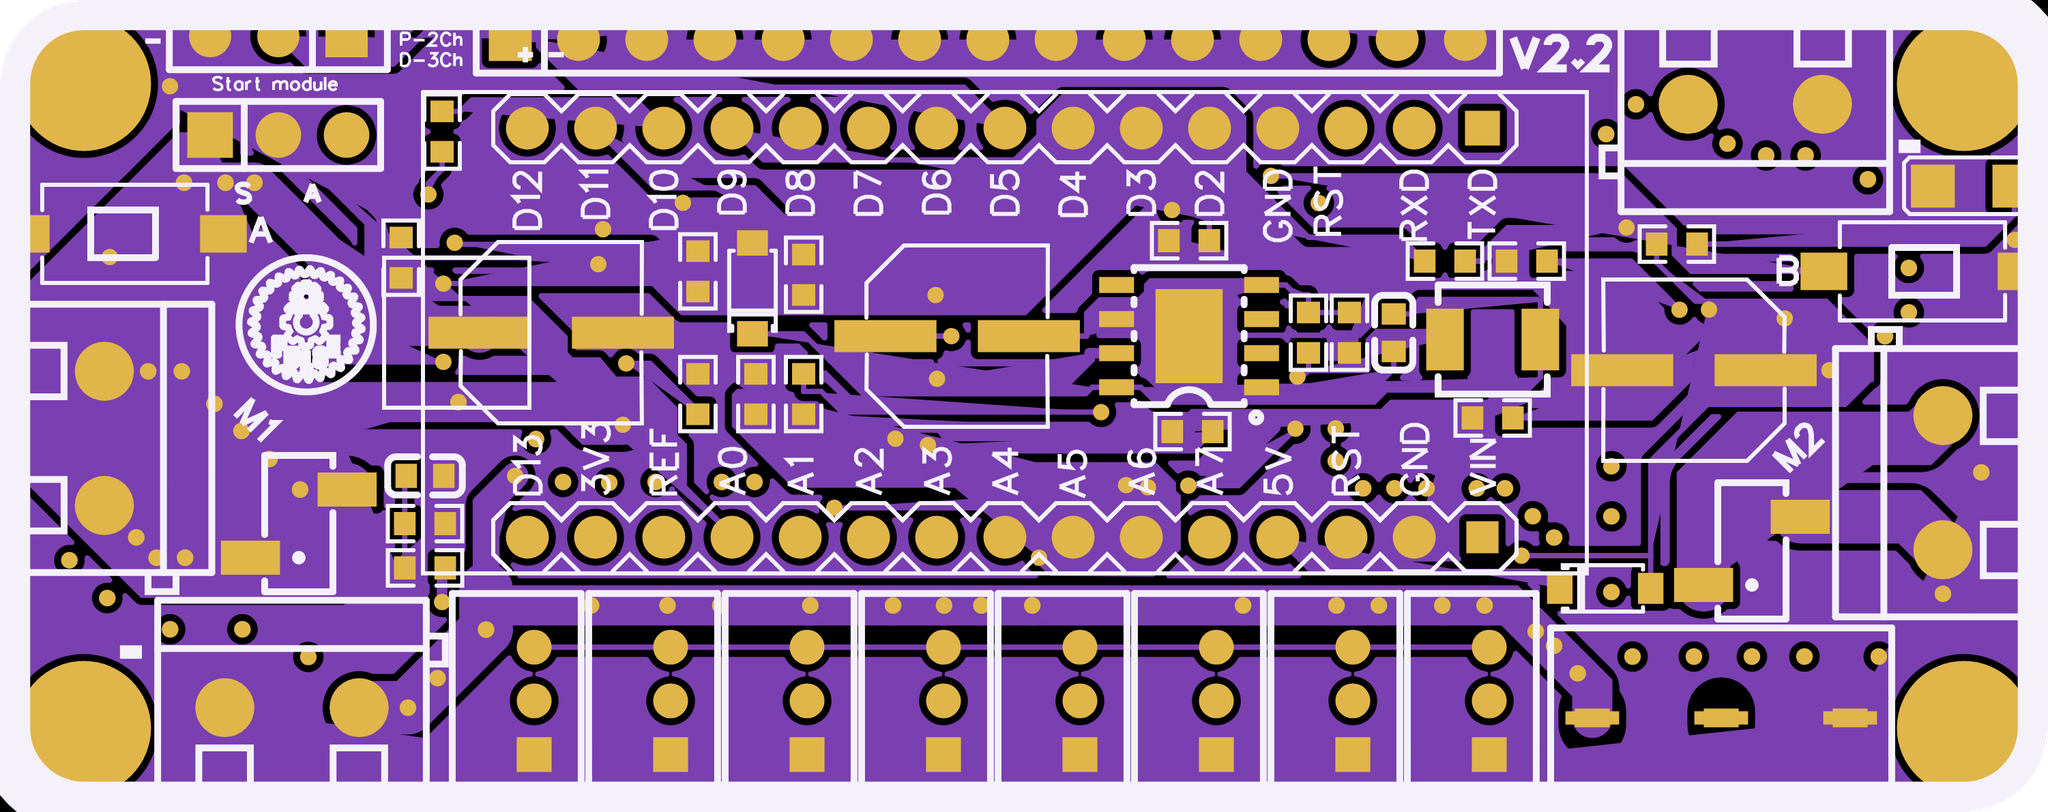 P-2Ch
D-3Ch
+ -
V2.2
-
Start module
S A
A
D12 D11 D10 D9 D8 D7 D6 D5 D4 D3 D2 GND RST RXD TXD
B
M1
M2
D13 3V3 REF A0 A1 A2 A3 A4 A5 A6 A7 5V RST GND VIN